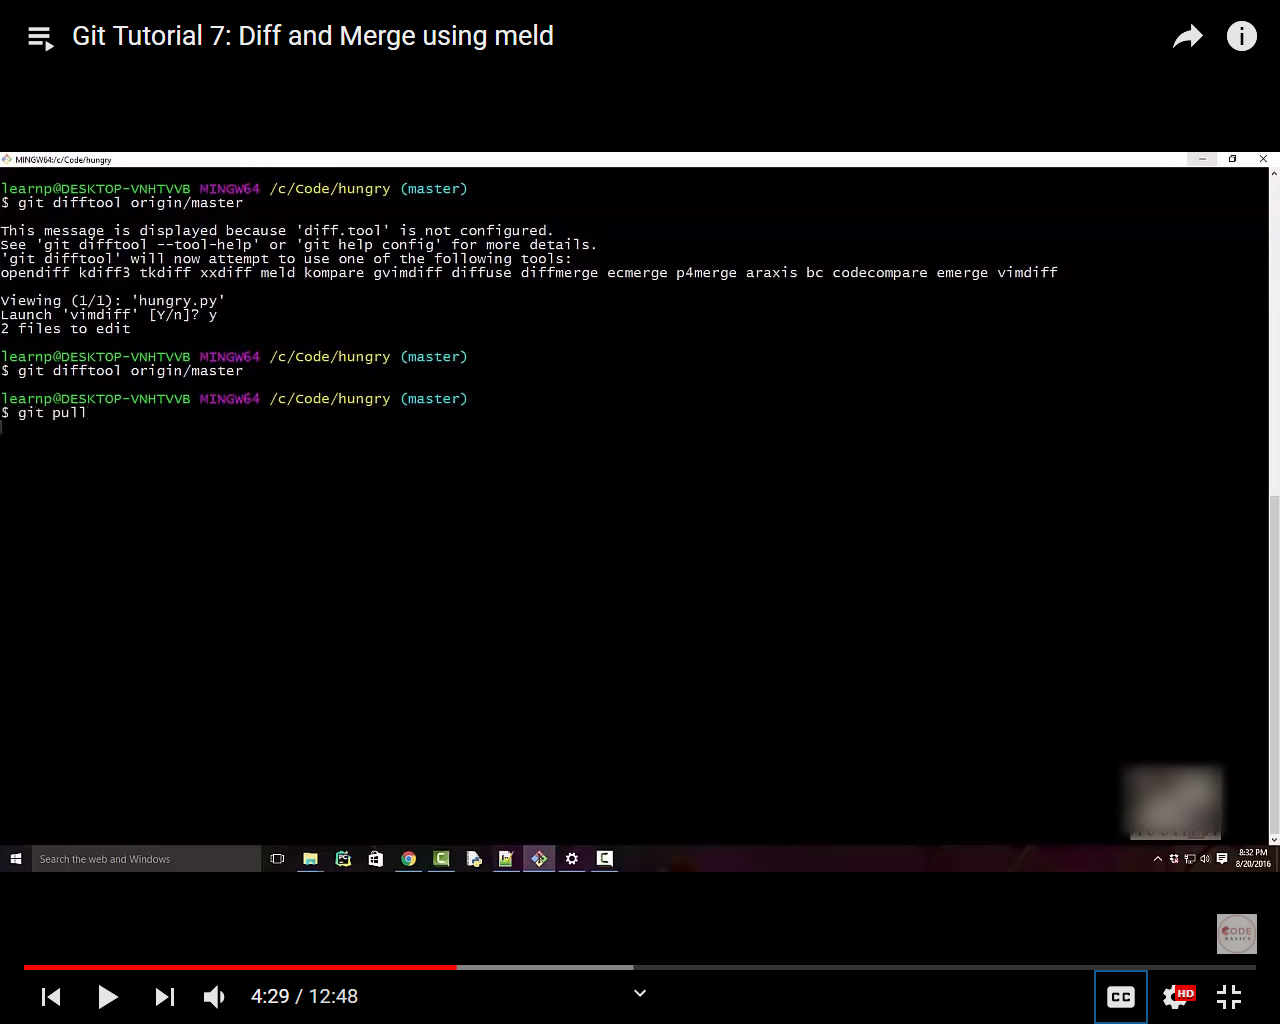 Git Tutorial 7: Diff and Merge using meld
MINGW64:/c/Code/hungry
learnp@DESKTOP-VNHTVVB MINGW64 /c/Code/hungry (master)
$ git difftool origin/master
This message is displayed because 'diff.tool' is not configured.
See 'git difftool --tool-help' or 'git help config' for more details.
'git difftool' will now attempt to use one of the following tools:
opendiff kdiff3 tkdiff xxdiff meld kompare gvimdiff diffuse diffmerge ecmerge p4merge araxis bc codecompare emerge vimdiff
Viewing (1/1): 'hungry.py'
Launch 'vimdiff' [Y/n]? y
2 files to edit
learnp@DESKTOP-VNHTVVB MINGW64 /c/Code/hungry (master)
$ git difftool origin/master
learnp@DESKTOP-VNHTVVB MINGW64 /c/Code/hungry (master)
$ git pull
Search the web and Windows
8:32 PM
8/20/2016
CODE
BASICS
4:29 / 12:48
CC
HD